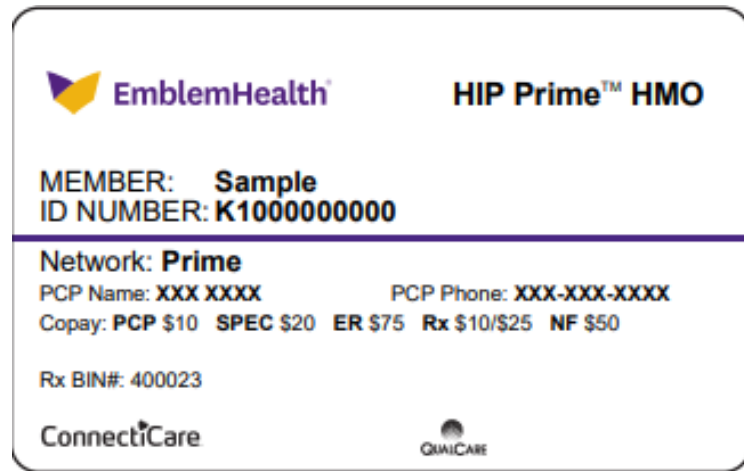 EmblemHealth®
HIP Prime™ HMO
MEMBER: Sample
ID NUMBER: K1000000000
Network: Prime
PCP Name: XXX XXXX PCP Phone: XXX-XXX-XXXX
Copay: PCP $10 SPEC $20 ER $75 Rx $10/$25 NF $50
Rx BIN#: 400023
ConnectiCare
QUALCARE